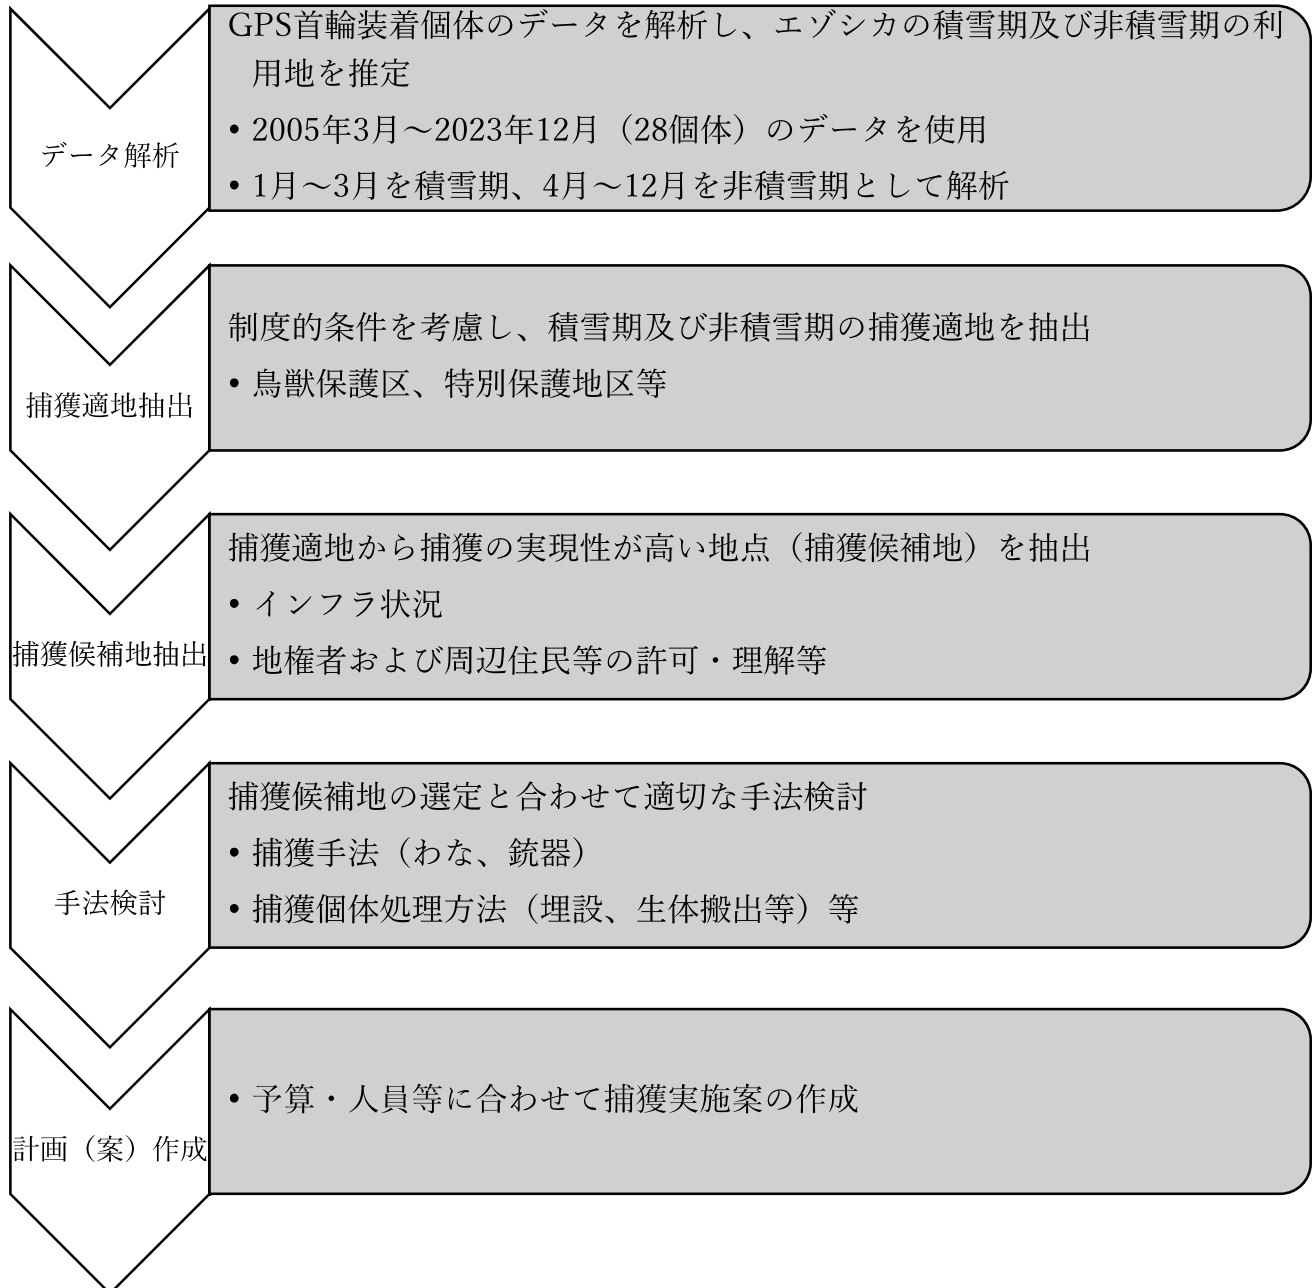 データ解析
GPS首輪装着個体のデータを解析し、エゾシカの積雪期及び非積雪期の利
用地を推定
• 2005年3月～2023年12月（28個体）のデータを使用
• 1月～3月を積雪期、4月～12月を非積雪期として解析
捕獲適地抽出
制度的条件を考慮し、積雪期及び非積雪期の捕獲適地を抽出
• 鳥獣保護区、特別保護地区等
捕獲候補地抽出
捕獲適地から捕獲の実現性が高い地点（捕獲候補地）を抽出
• インフラ状況
• 地権者および周辺住民等の許可・理解等
手法検討
捕獲候補地の選定と合わせて適切な手法検討
• 捕獲手法（わな、銃器）
• 捕獲個体処理方法（埋設、生体搬出等）等
計画（案）作成
• 予算・人員等に合わせて捕獲実施案の作成